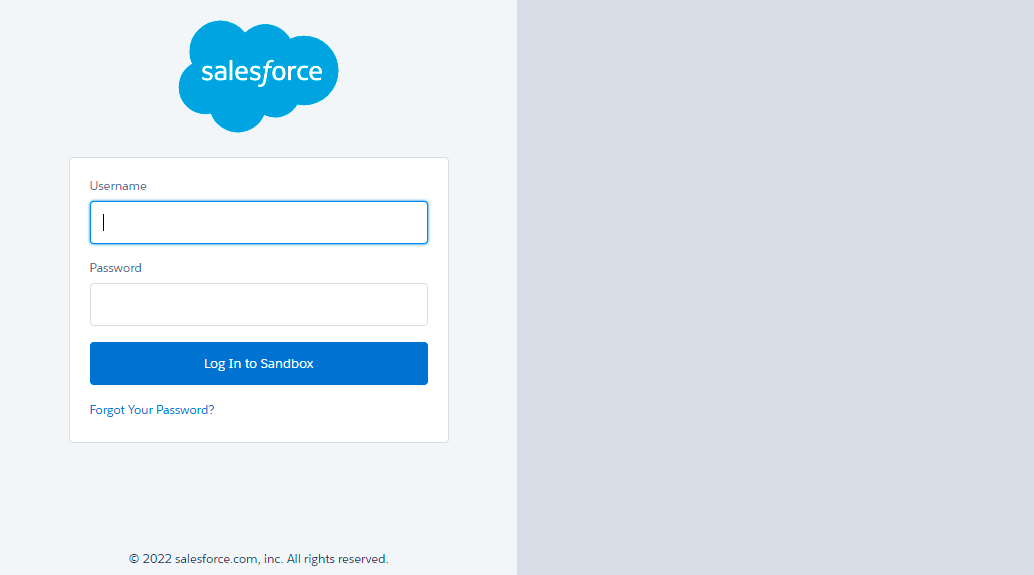 salesforce
Username
Password
Log In to Sandbox
Forgot Your Password?
© 2022 salesforce.com, inc. All rights reserved.